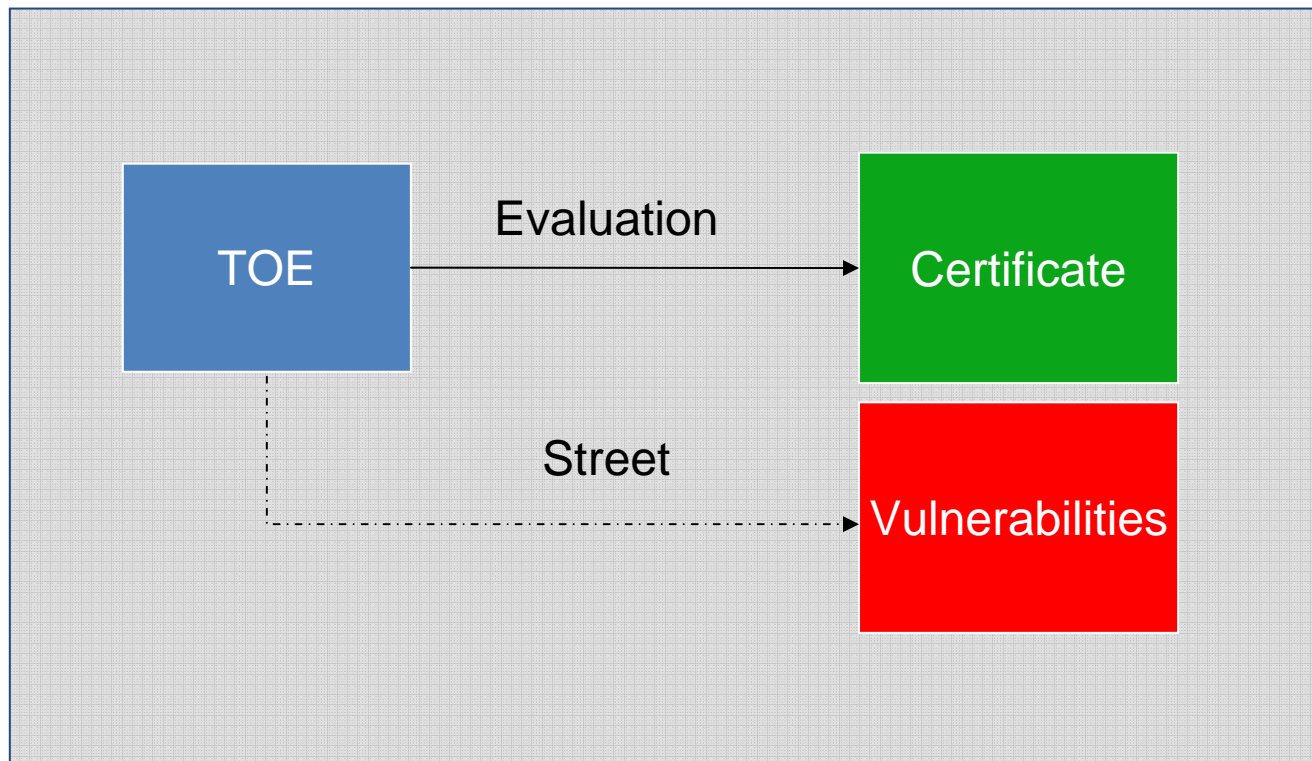 TOE
Evaluation
Certificate
Street
Vulnerabilities